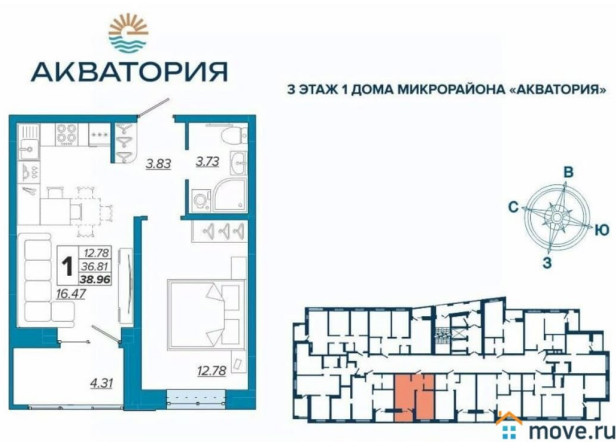 АКВАТОРИЯ
3 ЭТАЖ 1 ДОМА МИКРОРАЙОНА «АКВАТОРИЯ»
3.83
3.73
1
12.78
36.81
38.96
16.47
12.78
4.31
В
С
Ю
З
move.ru